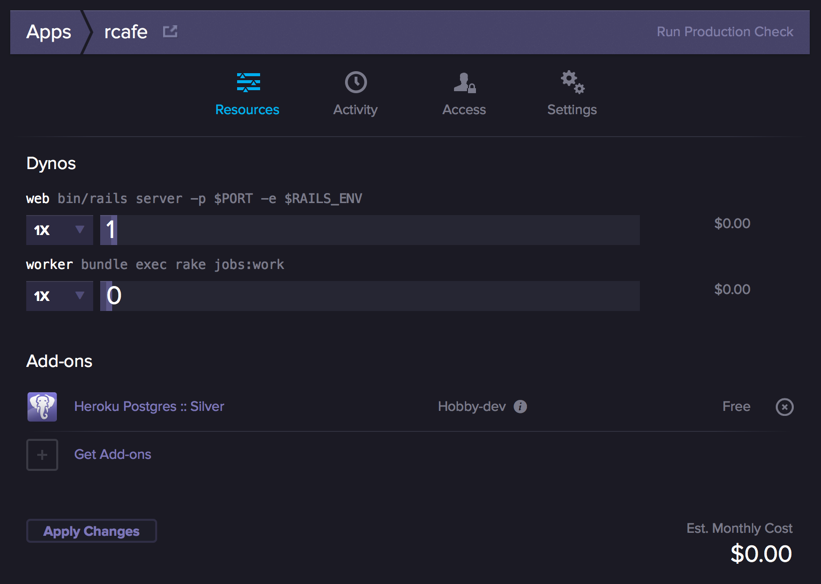 Apps rcafe Run Production Check
Resources Activity Access Settings
Dynos
web bin/rails server -p $PORT -e $RAILS_ENV
1X 1 $0.00
worker bundle exec rake jobs:work
1X 0 $0.00
Add-ons
Heroku Postgres :: Silver Hobby-dev Free
Get Add-ons
Apply Changes
Est. Monthly Cost
$0.00